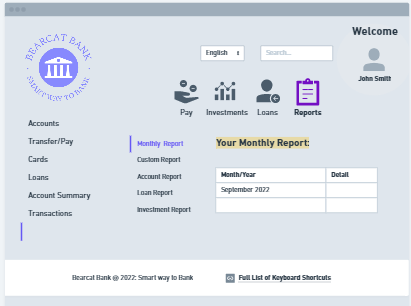 BEARCAT BANK
SMART WAY TO BANK
Welcome
English
Search...
John Smitt
Pay
Investments
Loans
Reports
Accounts
Transfer/Pay
Cards
Loans
Account Summary
Transactions
Monthly Report
Custom Report
Account Report
Loan Report
Investment Report
Your Monthly Report:
Month/Year Detail
September 2022
Bearcat Bank @ 2022: Smart way to Bank
Full List of Keyboard Shortcuts